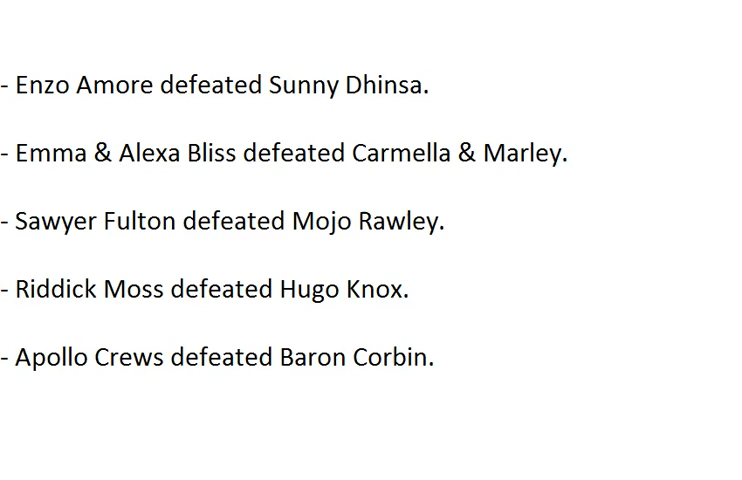 - Enzo Amore defeated Sunny Dhinsa.
- Emma & Alexa Bliss defeated Carmella & Marley.
- Sawyer Fulton defeated Mojo Rawley.
- Riddick Moss defeated Hugo Knox.
- Apollo Crews defeated Baron Corbin.